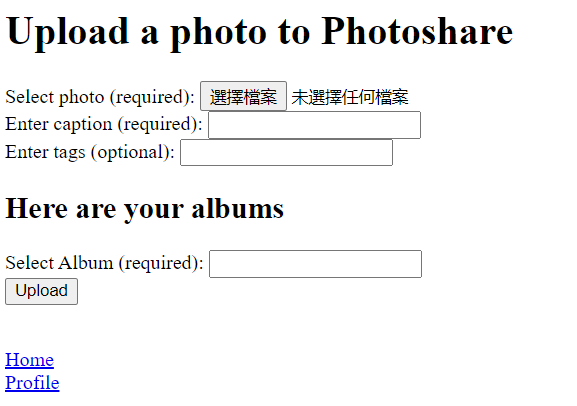 Upload a photo to Photoshare
Select photo (required): 選擇檔案 未選擇任何檔案
Enter caption (required):
Enter tags (optional):
Here are your albums
Select Album (required):
Upload
Home
Profile